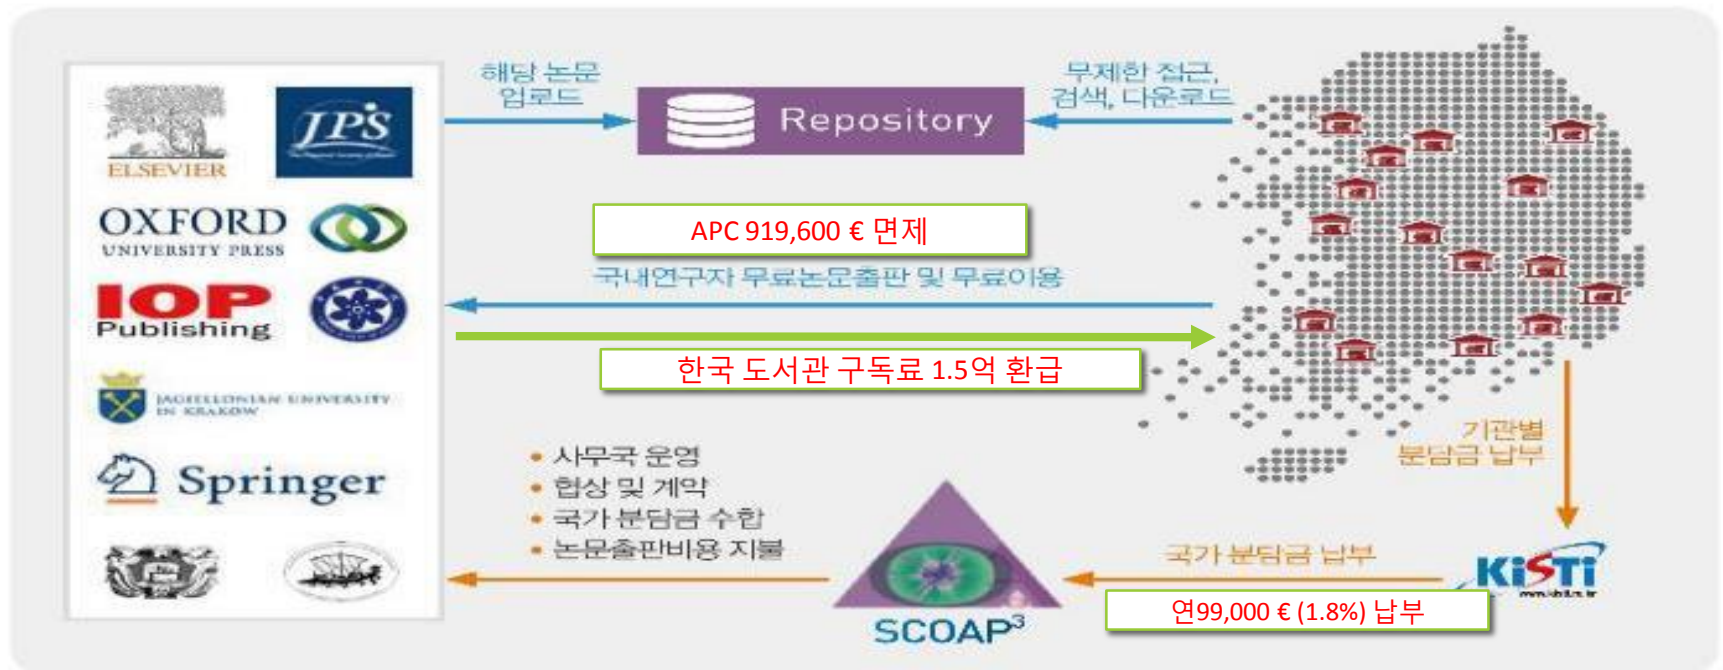 해당 논문
업로드
Repository
무제한 접근,
검색, 다운로드
ELSEVIER
JPS
OXFORD
UNIVERSITY PRESS
APC 919,600 € 면제
국내연구자 무료논문출판 및 무료이용
IOP
Publishing
한국 도서관 구독료 1.5억 환급
JAGIELLONIAN UNIVERSITY
IN KRAKOW
Springer
• 사무국 운영
• 협상 및 계약
• 국가 분담금 수합
• 논문출판비용 지불
기관별
분담금 납부
국가 분담금 납부
KiSTi
연99,000 € (1.8%) 납부
SCOAP³